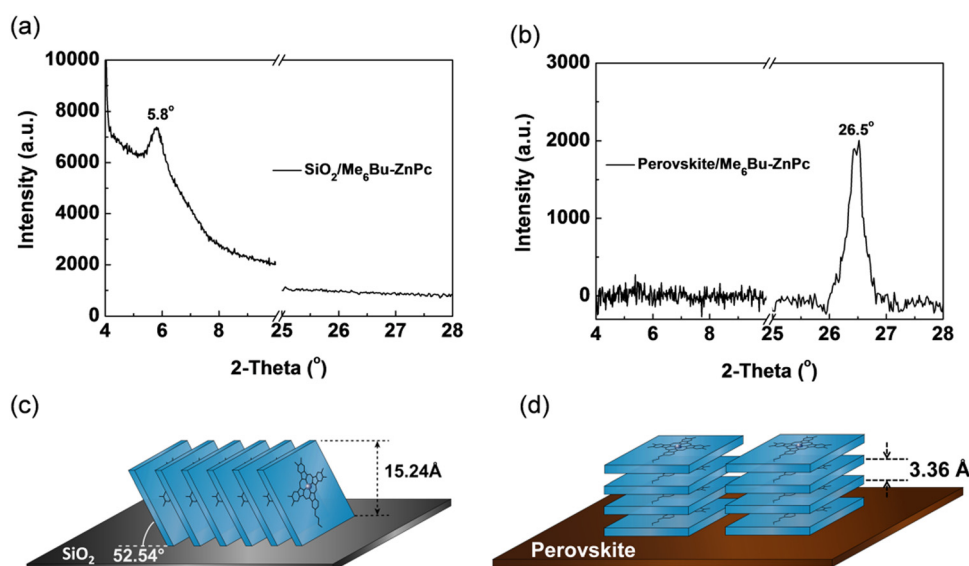 (a)
10000
8000
6000
4000
2000
0
Intensity (a.u.)
5.8°
SiO₂/Me₆Bu-ZnPc
4 6 8 25 26 27 28
2-Theta (°)
(b)
3000
2000
1000
0
Intensity (a.u.)
26.5°
Perovskite/Me₆Bu-ZnPc
4 6 8 25 26 27 28
2-Theta (°)
(c)
15.24Å
SiO₂
52.54°
(d)
3.36 Å
Perovskite